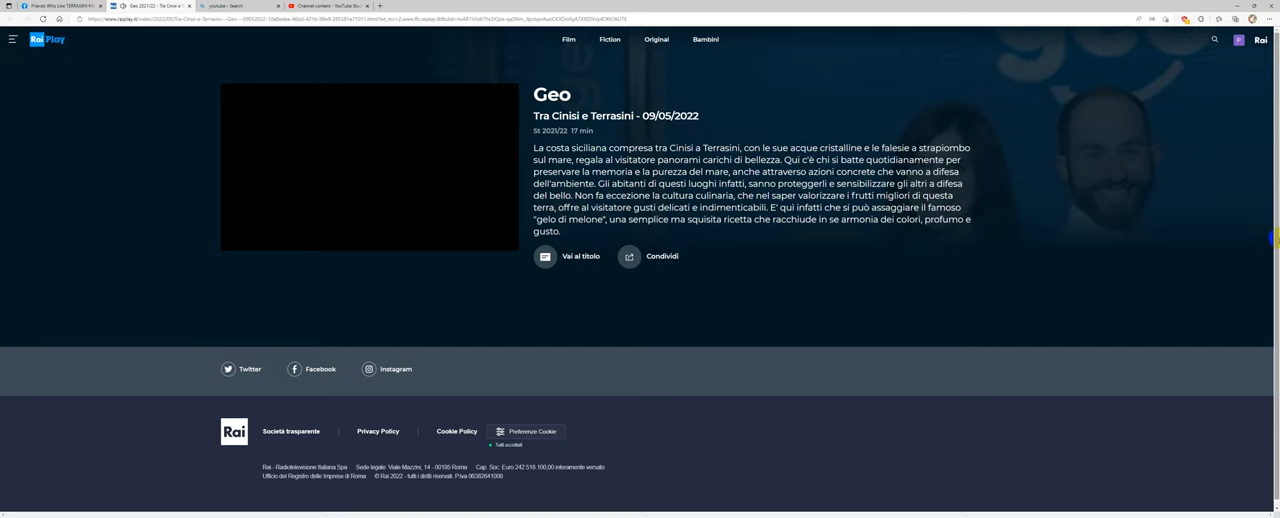 Friends Who Like TERRASINI-FA
Geo 2021/22 - Tra Cinisi e T
youtube - Search
Channel content - YouTube Stud
Rai Play
Film
Fiction
Original
Bambini
P
Rai
Geo
Tra Cinisi e Terrasini - 09/05/2022
St 2021/22 17 min
La costa siciliana compresa tra Cinisi a Terrasini, con le sue acque cristalline e le falesie a strapiombo
sul mare, regala al visitatore panorami carichi di bellezza. Qui c'è chi si batte quotidianamente per
preservare la memoria e la purezza del mare, anche attraverso azioni concrete che vanno a difesa
dell'ambiente. Gli abitanti di questi luoghi infatti, sanno proteggerli e sensibilizzare gli altri a difesa
del bello. Non fa eccezione la cultura culinaria, che nel saper valorizzare i frutti migliori di questa
terra, offre al visitatore gusti delicati e indimenticabili. E' qui infatti che si può assaggiare il famoso
"gelo di melone", una semplice ma squisita ricetta che racchiude in se armonia dei colori, profumo e
gusto.
Vai al titolo
Condividi
Twitter
Facebook
Instagram
Rai
Società trasparente
Privacy Policy
Cookie Policy
Preferenze Cookie
Tutti accettati
Rai - Radiotelevisione Italiana Spa Sede legale: Viale Mazzini, 14 - 00195 Roma Cap. Soc. Euro 242.518.100,00 interamente versato
Ufficio del Registro delle Imprese di Roma © Rai 2022 - tutti i diritti riservati. P.Iva 06382641006